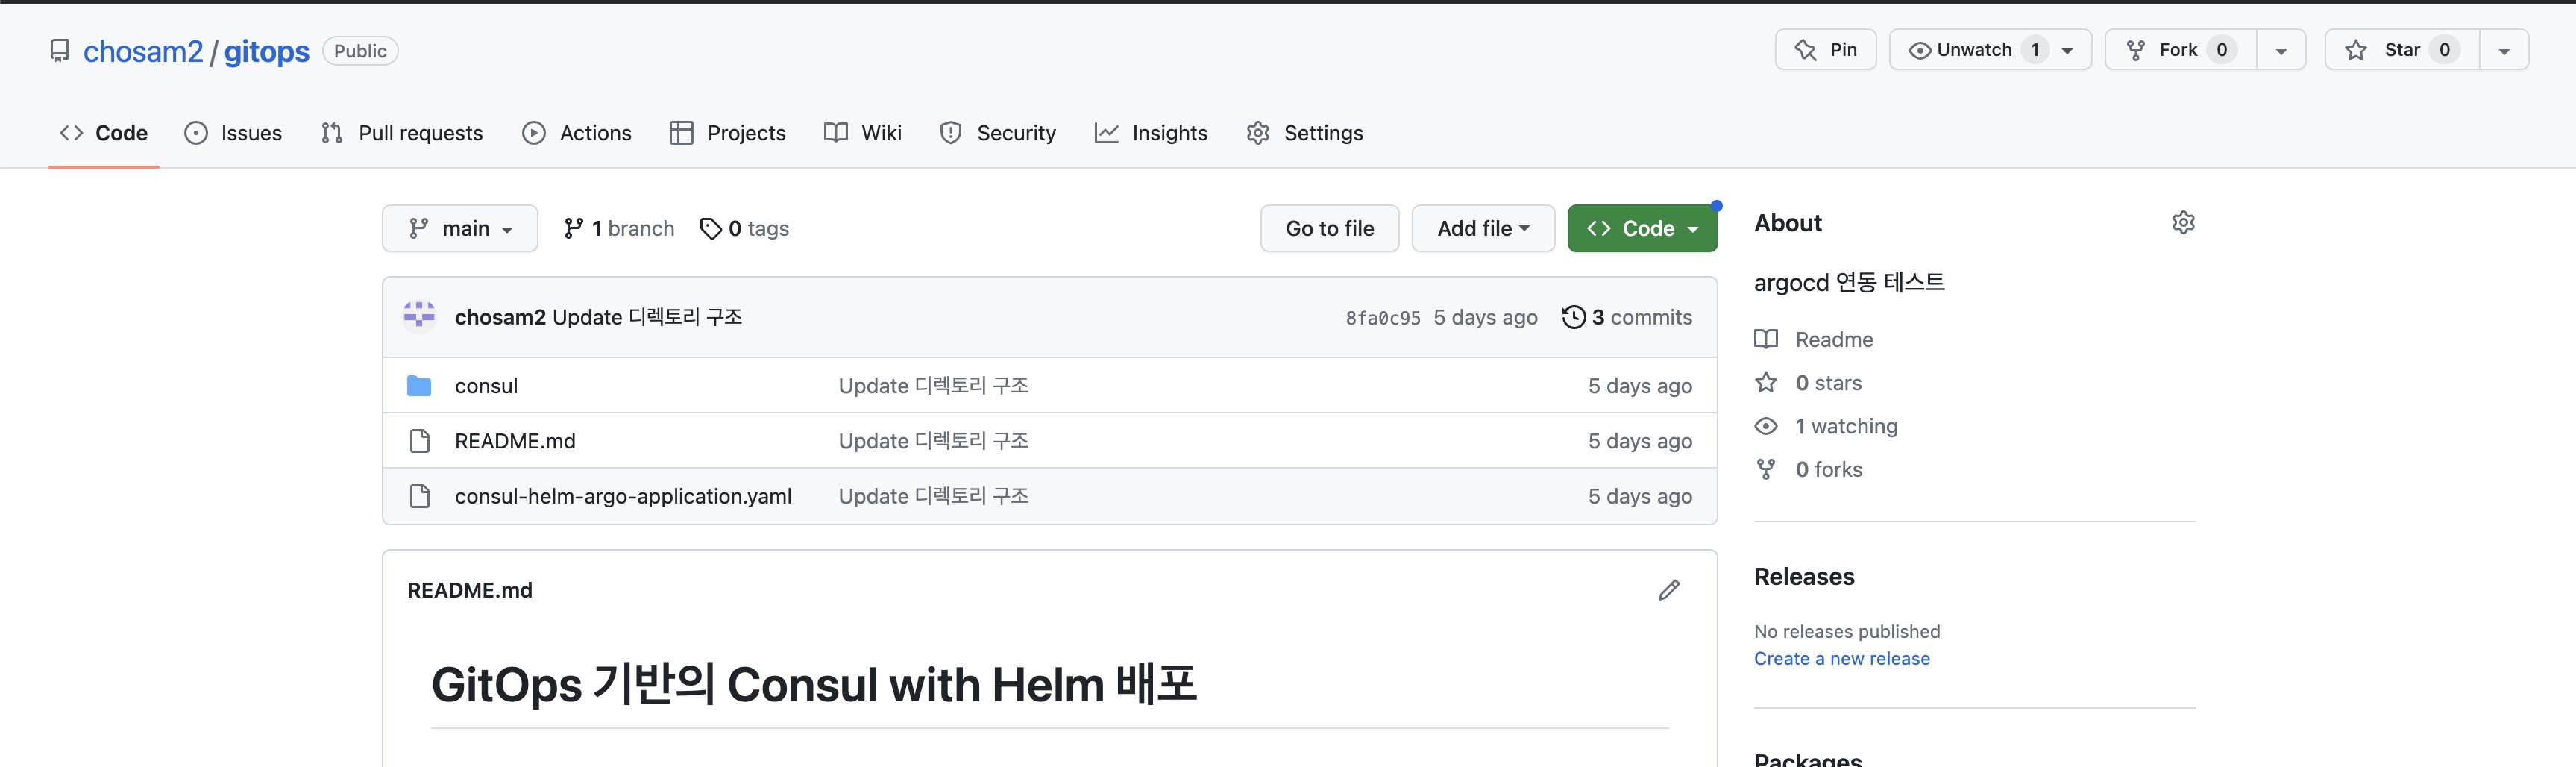 chosam2 / gitops Public
Pin
Unwatch 1
Fork 0
Star 0
Code
Issues
Pull requests
Actions
Projects
Wiki
Security
Insights
Settings
main
1 branch
0 tags
Go to file
Add file
Code
chosam2 Update 디렉토리 구조 8fa0c95 5 days ago 3 commits
consul Update 디렉토리 구조 5 days ago
README.md Update 디렉토리 구조 5 days ago
consul-helm-argo-application.yaml Update 디렉토리 구조 5 days ago
README.md
GitOps 기반의 Consul with Helm 배포
About
argocd 연동 테스트
Readme
0 stars
1 watching
0 forks
Releases
No releases published
Create a new release
Packages